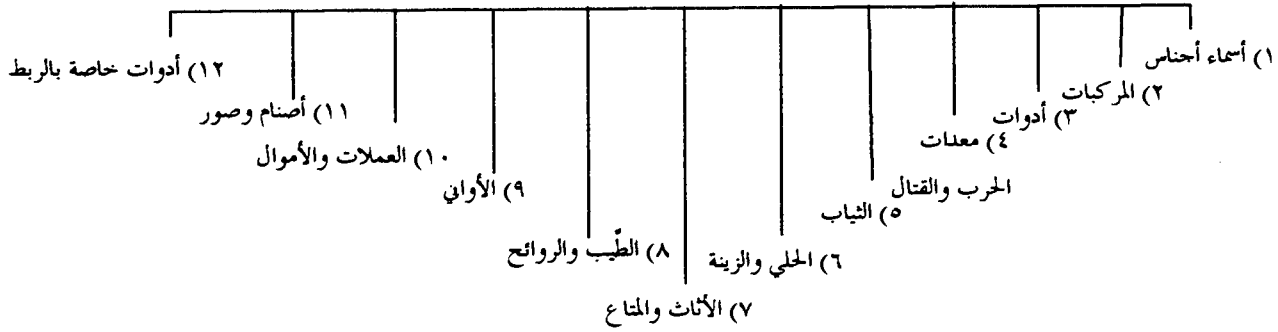 ١) أسماء أجناس
٢) المركبات
٣) أدوات
٤) معدات
الحرب والقتال
٥) الثياب
٦) الحلي والزينة
٧) الأثاث والمتاع
٨) الطِّيب والروائح
٩) الأواني
١٠) العملات والأموال
١١) أصنام وصور
١٢) أدوات خاصة بالربط